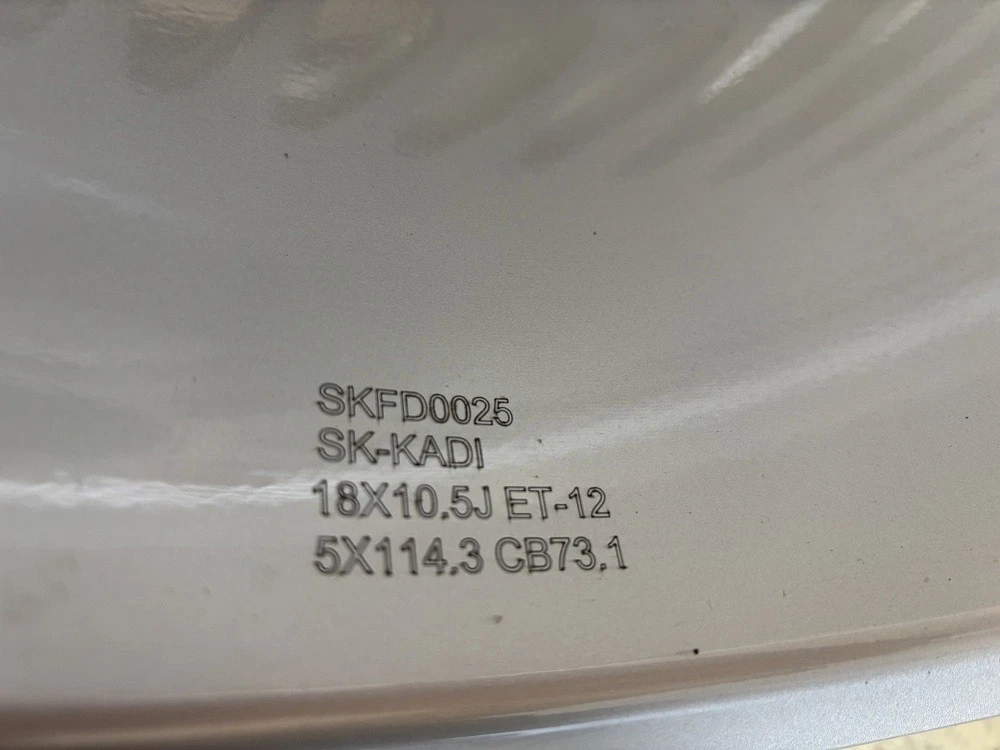 SKFD0025
SK-KADI
18X10.5J ET-12
5X114.3 CB73.1